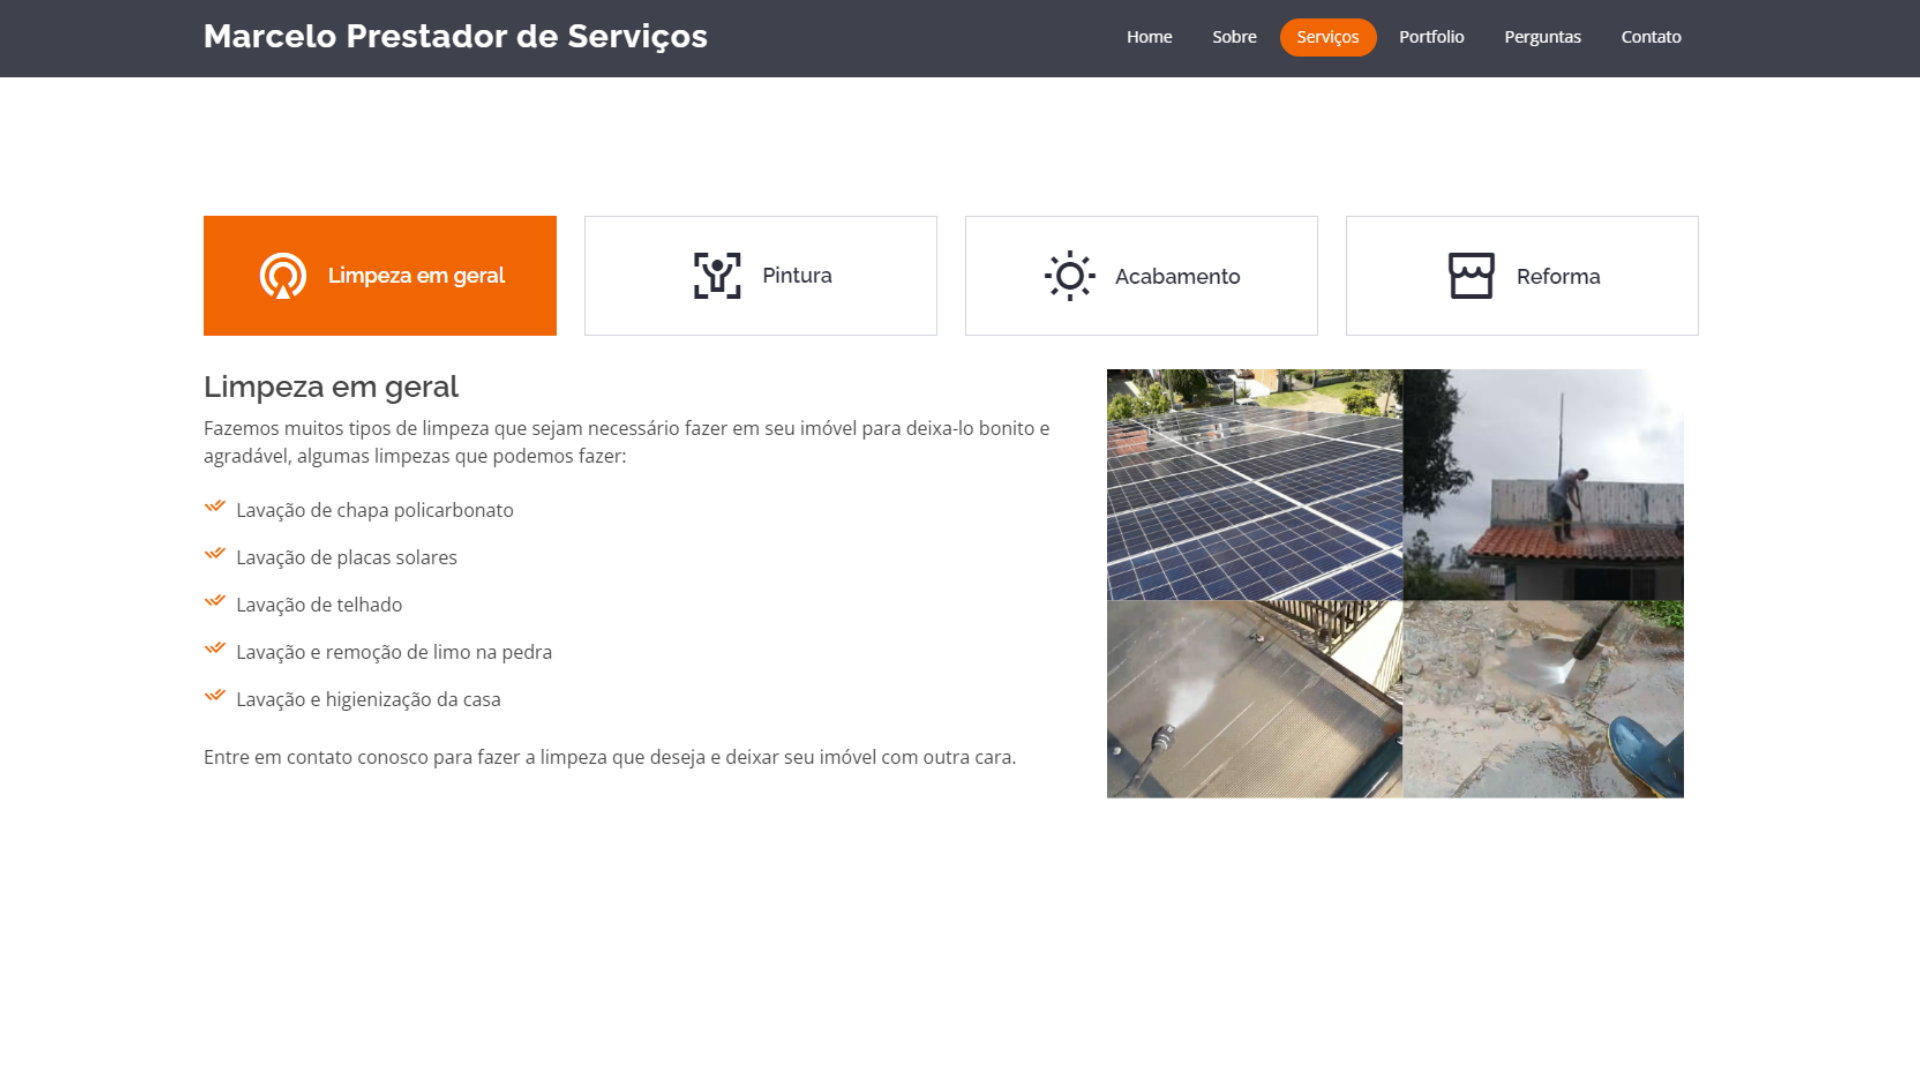 Marcelo Prestador de Serviços
Home Sobre Serviços Portfolio Perguntas Contato
Limpeza em geral
Pintura
Acabamento
Reforma
Limpeza em geral
Fazemos muitos tipos de limpeza que sejam necessário fazer em seu imóvel para deixa-lo bonito e
agradável, algumas limpezas que podemos fazer:
Lavação de chapa policarbonato
Lavação de placas solares
Lavação de telhado
Lavação e remoção de limo na pedra
Lavação e higienização da casa
Entre em contato conosco para fazer a limpeza que deseja e deixar seu imóvel com outra cara.